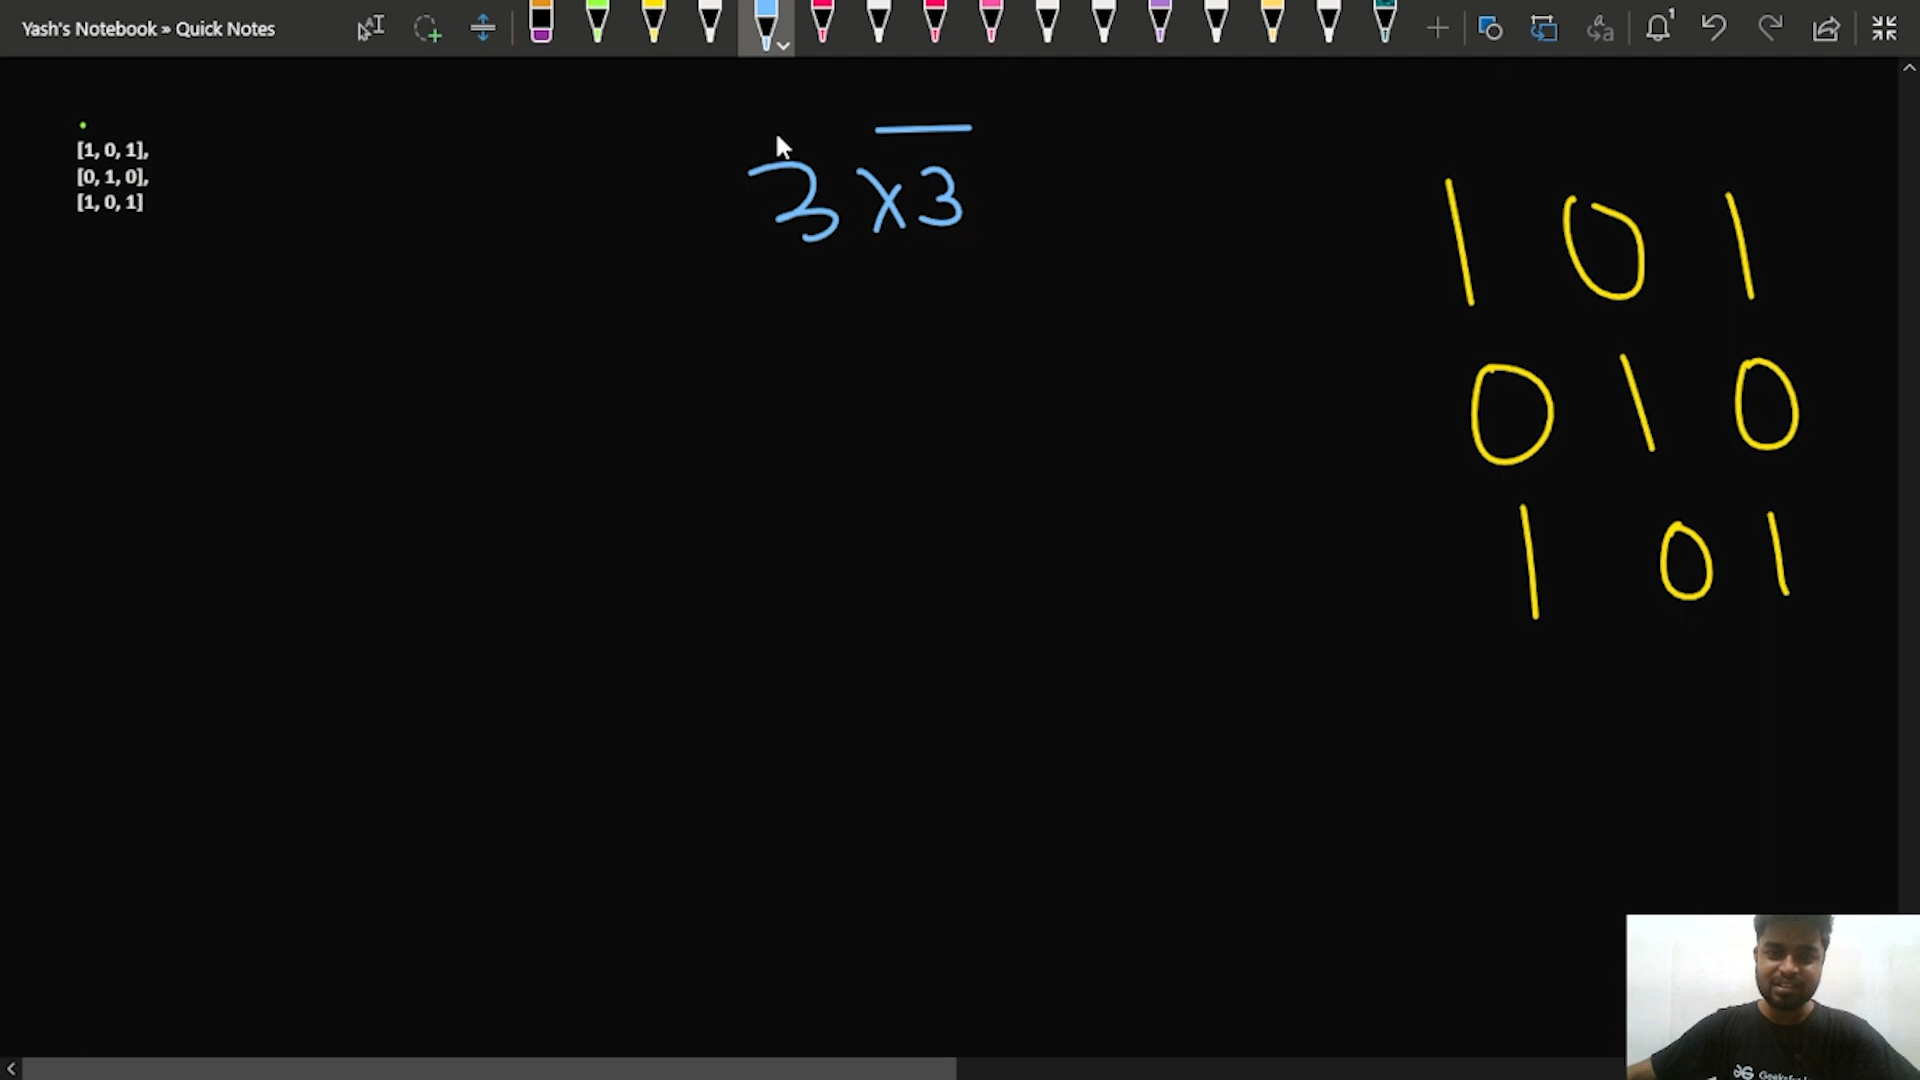 Yash's Notebook » Quick Notes
1
[1, 0, 1],
[0, 1, 0],
[1, 0, 1]
3 x 3
1 0 1
0 1 0
1 0 1